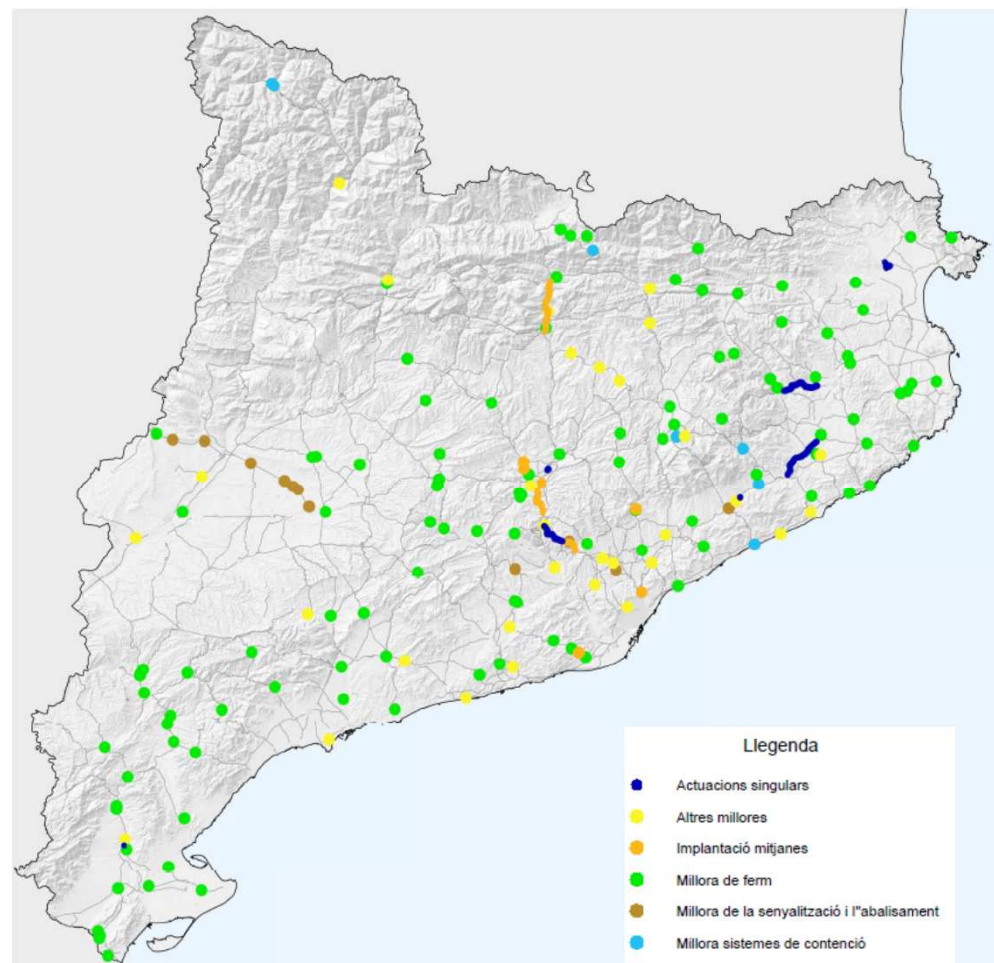 Llegenda
Actuacions singulars
Altres millores
Implantació mitjanes
Millora de ferm
Millora de la senyalització i l"abalisament
Millora sistemes de contenció